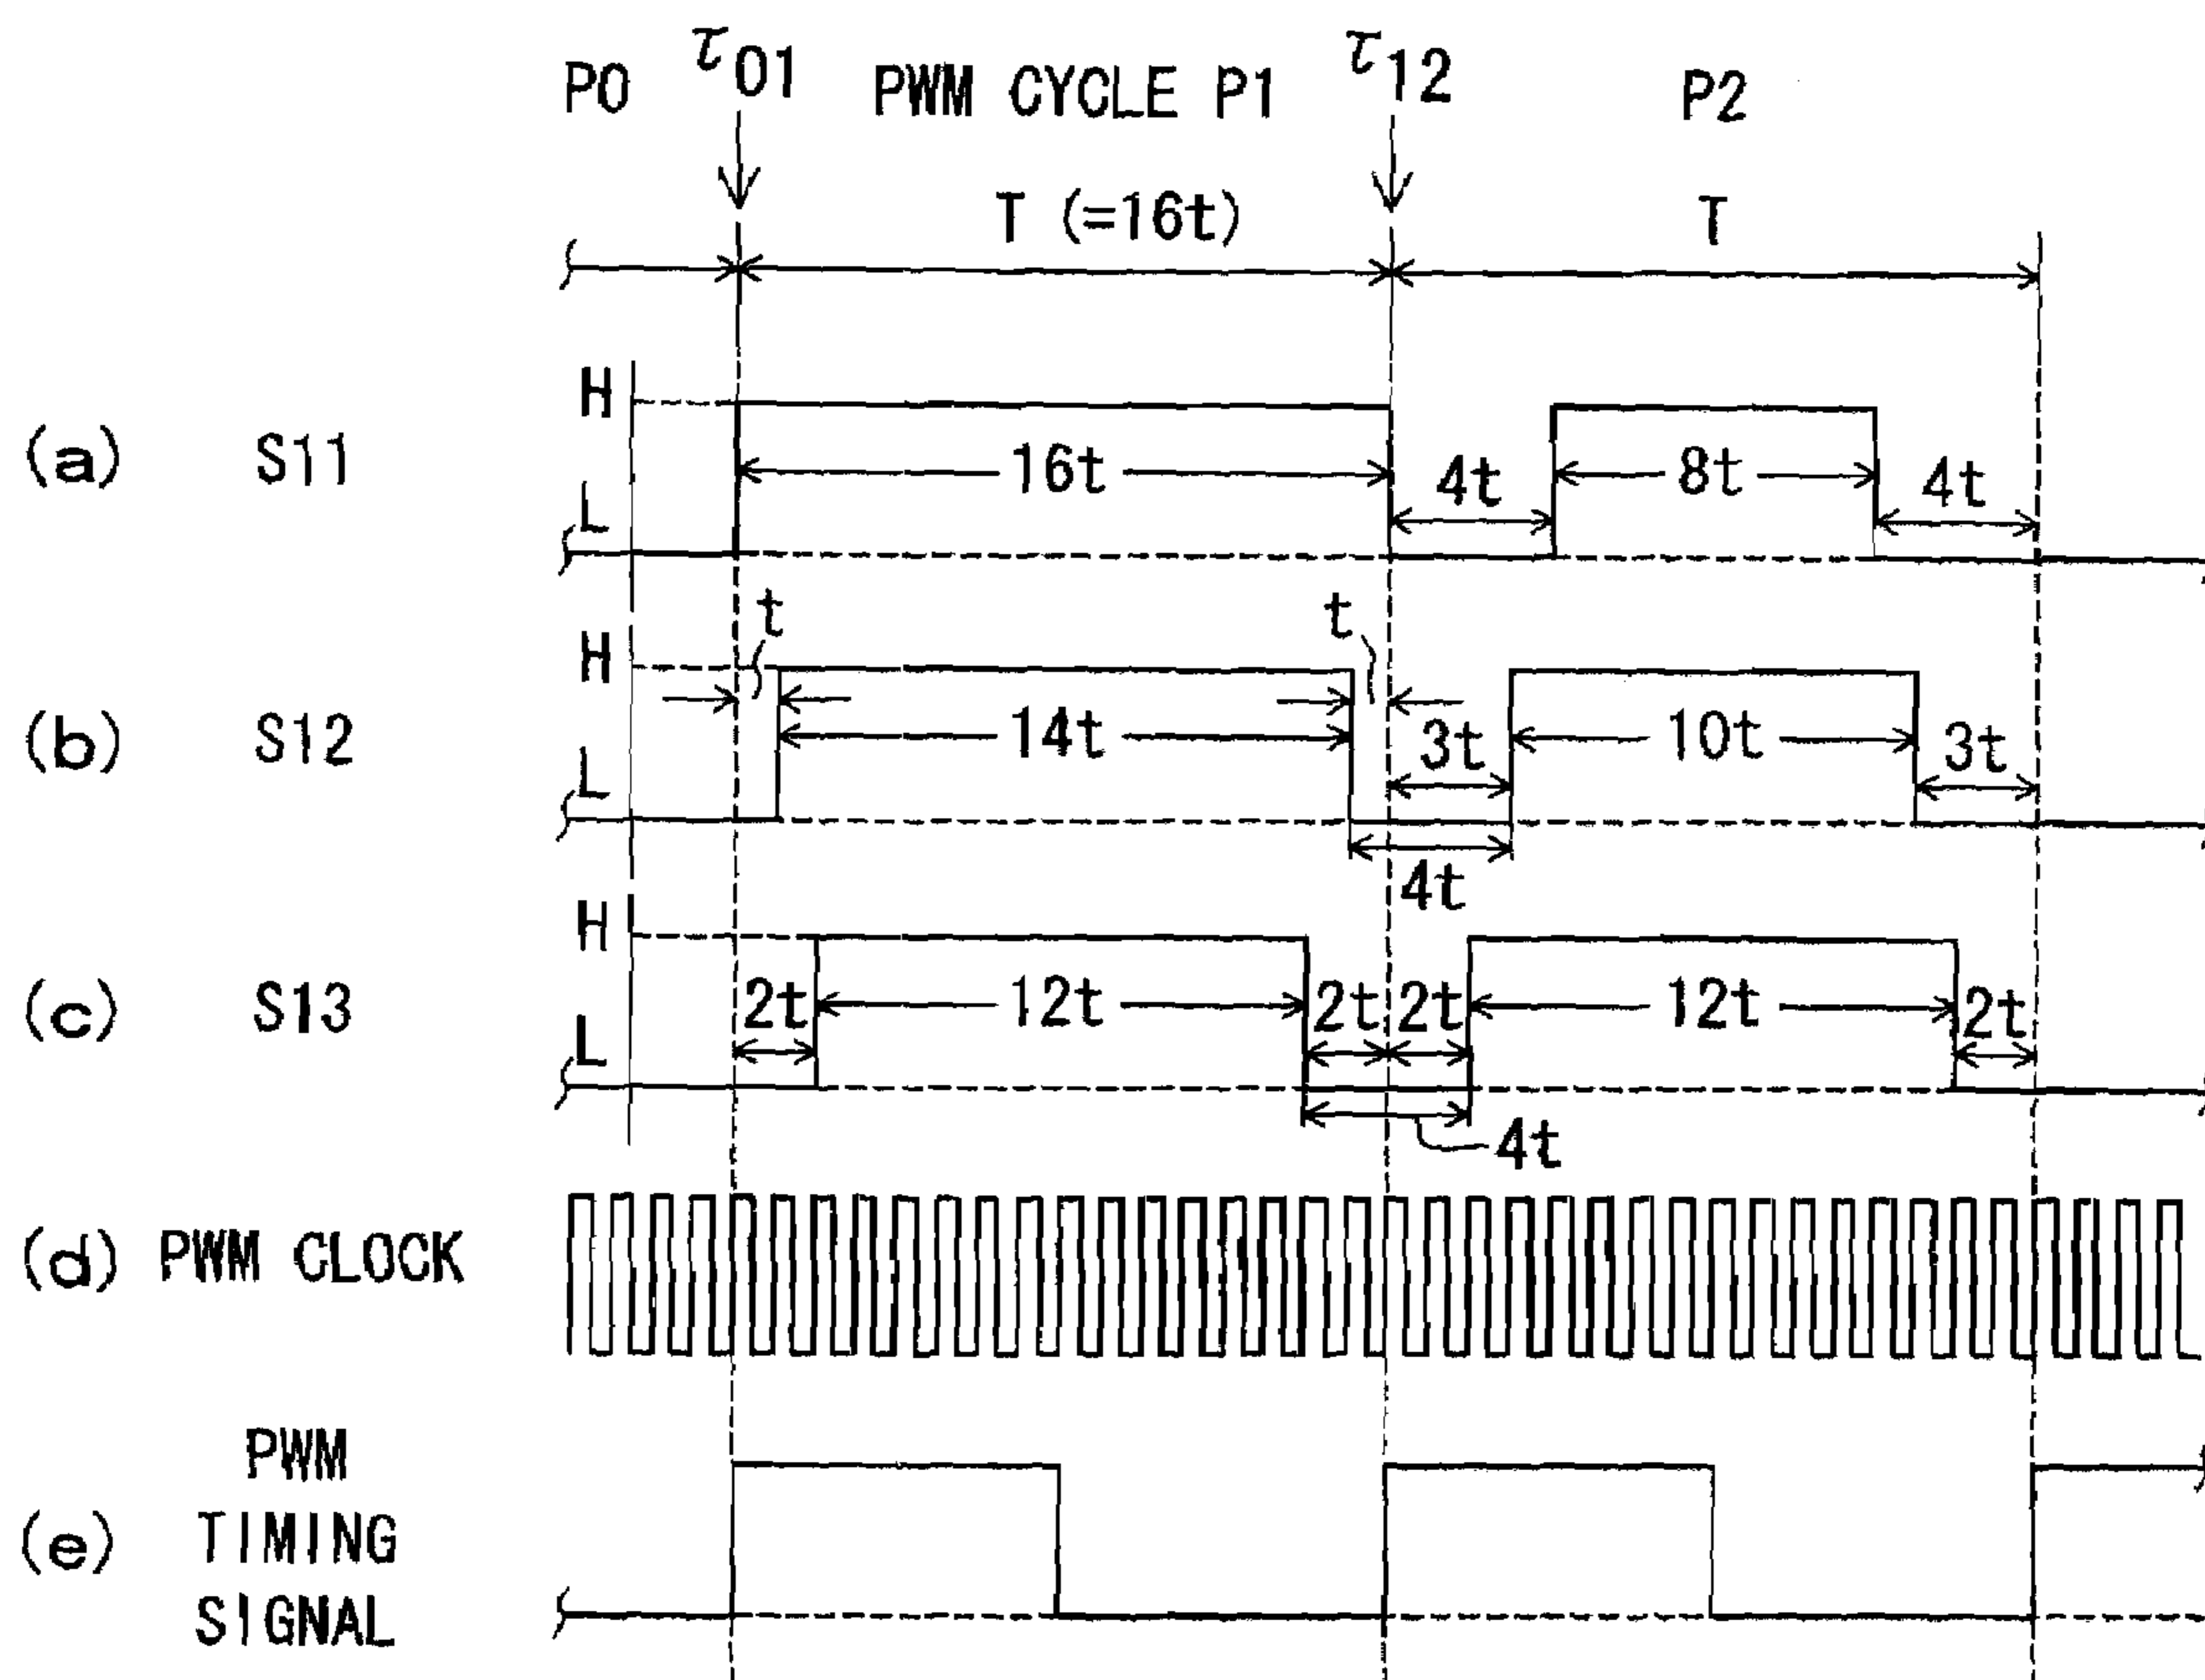 P0 τ01 PWM CYCLE P1 τ12 P2
T (=16t) T
(a) S11 H L 16t 4t 8t 4t
t t
(b) S12 H L 14t 3t 10t 3t
4t
(c) S13 H L 2t 12t 2t 2t 12t 2t
4t
(d) PWM CLOCK
(e) PWM
TIMING
SIGNAL